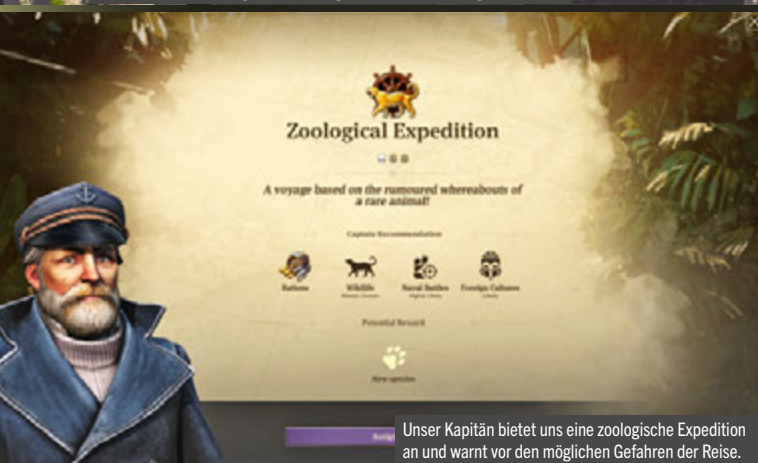 Zoological Expedition
A voyage based on the rumoured whereabouts of
a rare animal!
Captain Recommendation
Rations
Wildlife
Naval Battles
Foreign Cultures
Potential Reward
New species
Unser Kapitän bietet uns eine zoologische Expedition
an und warnt vor den möglichen Gefahren der Reise.